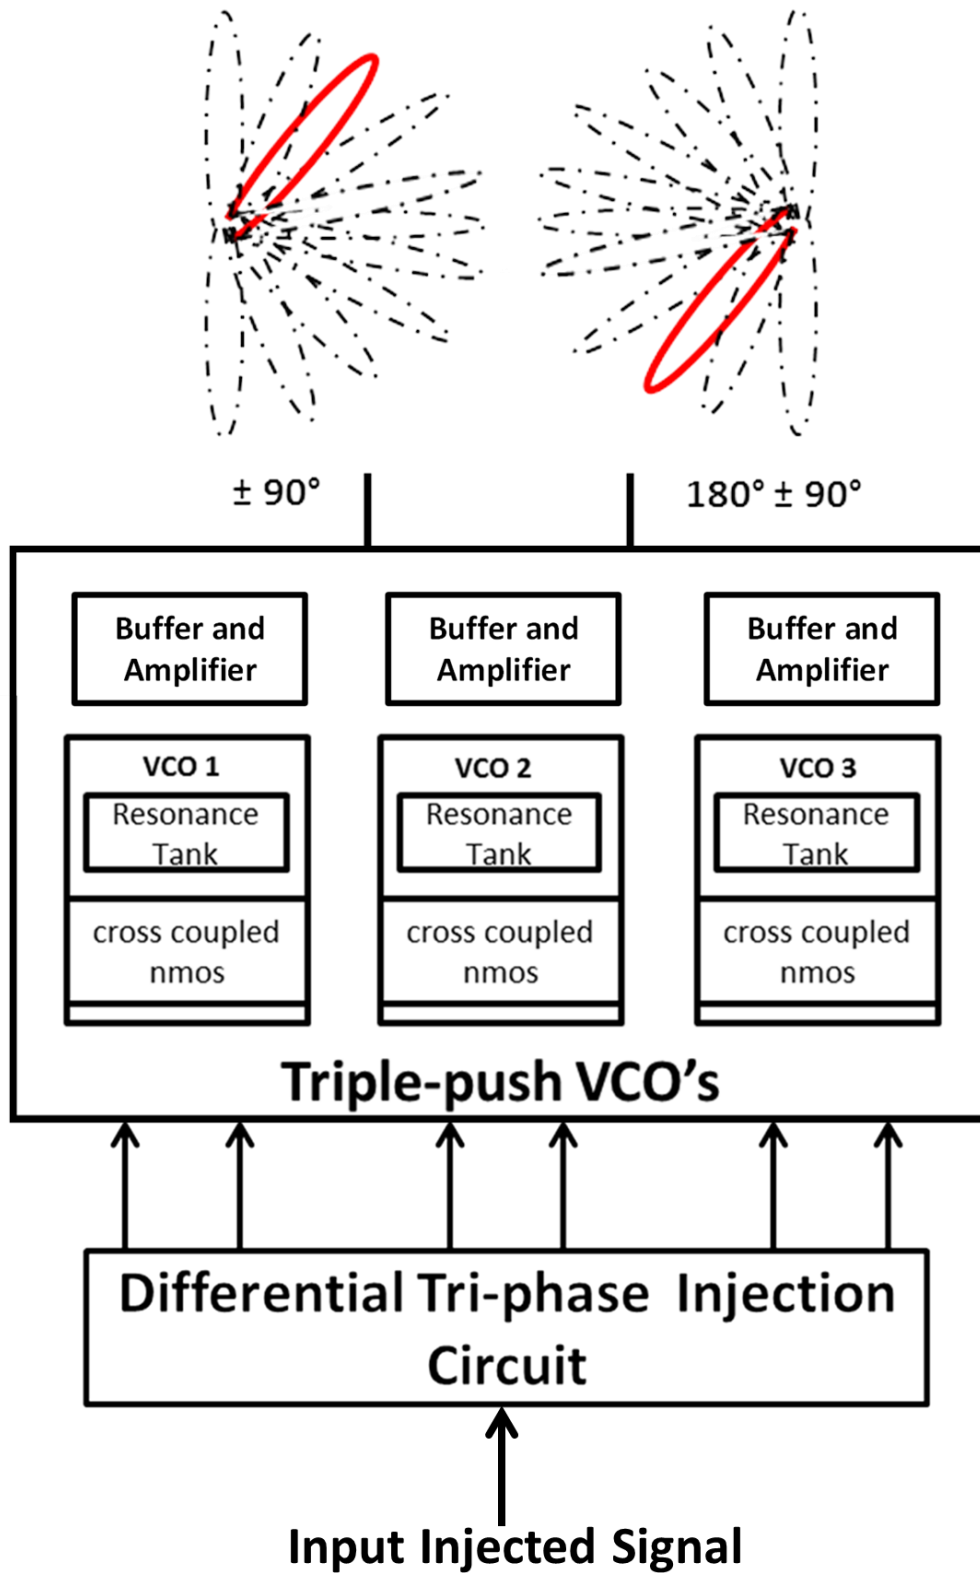 ± 90°
180° ± 90°
Buffer and
Amplifier
Buffer and
Amplifier
Buffer and
Amplifier
VCO 1
Resonance
Tank
cross coupled
nmos
VCO 2
Resonance
Tank
cross coupled
nmos
VCO 3
Resonance
Tank
cross coupled
nmos
Triple-push VCO’s
Differential Tri-phase Injection
Circuit
Input Injected Signal